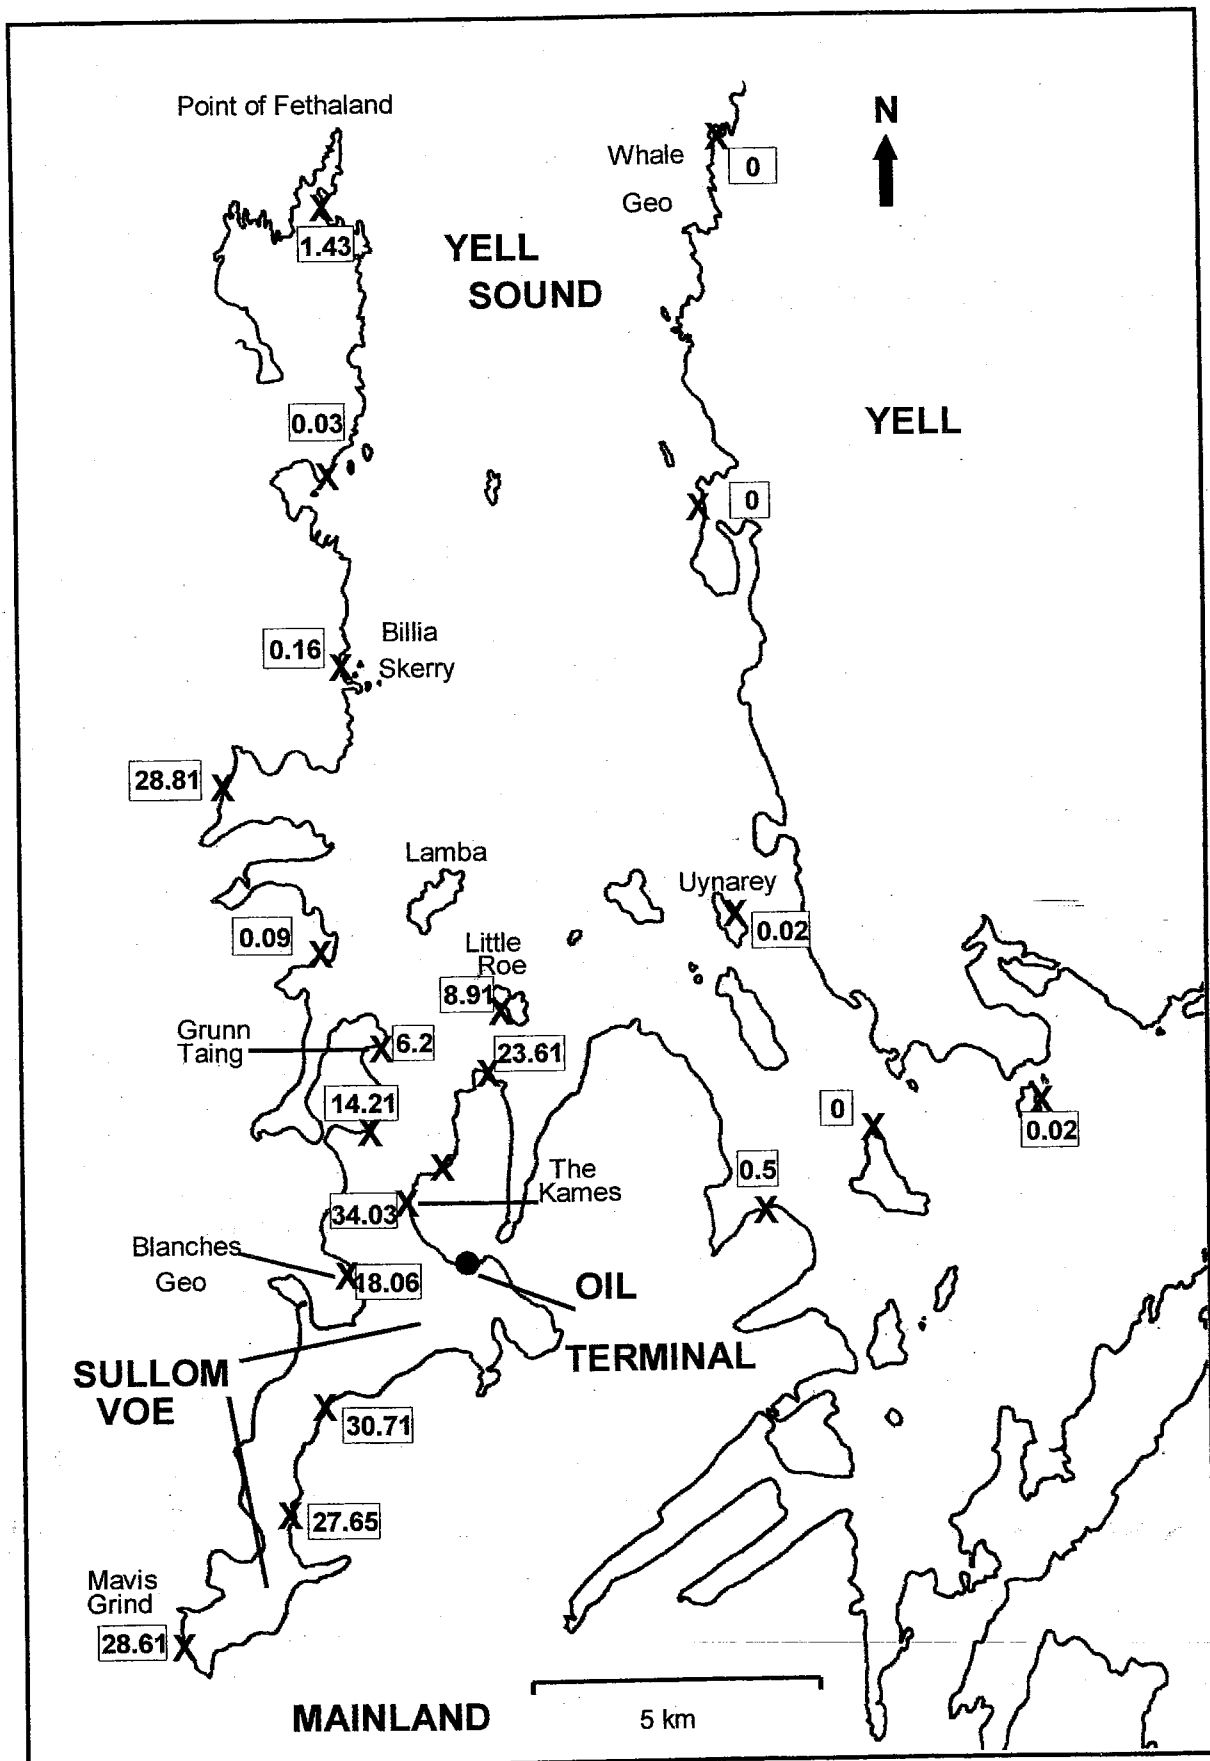 Point of Fethaland
N
Whale
Geo
0
1.43
YELL
SOUND
0.03
YELL
0
0.16
Billia
Skerry
28.81
Lamba
Uynarey
0.02
0.09
Little
Roe
8.91
Grunn
Taing
6.2
23.61
14.21
0
0.02
0.5
The
Kames
34.03
Blanches
Geo
18.06
OIL
TERMINAL
SULLOM
VOE
30.71
27.65
Mavis
Grind
28.61
MAINLAND
5 km